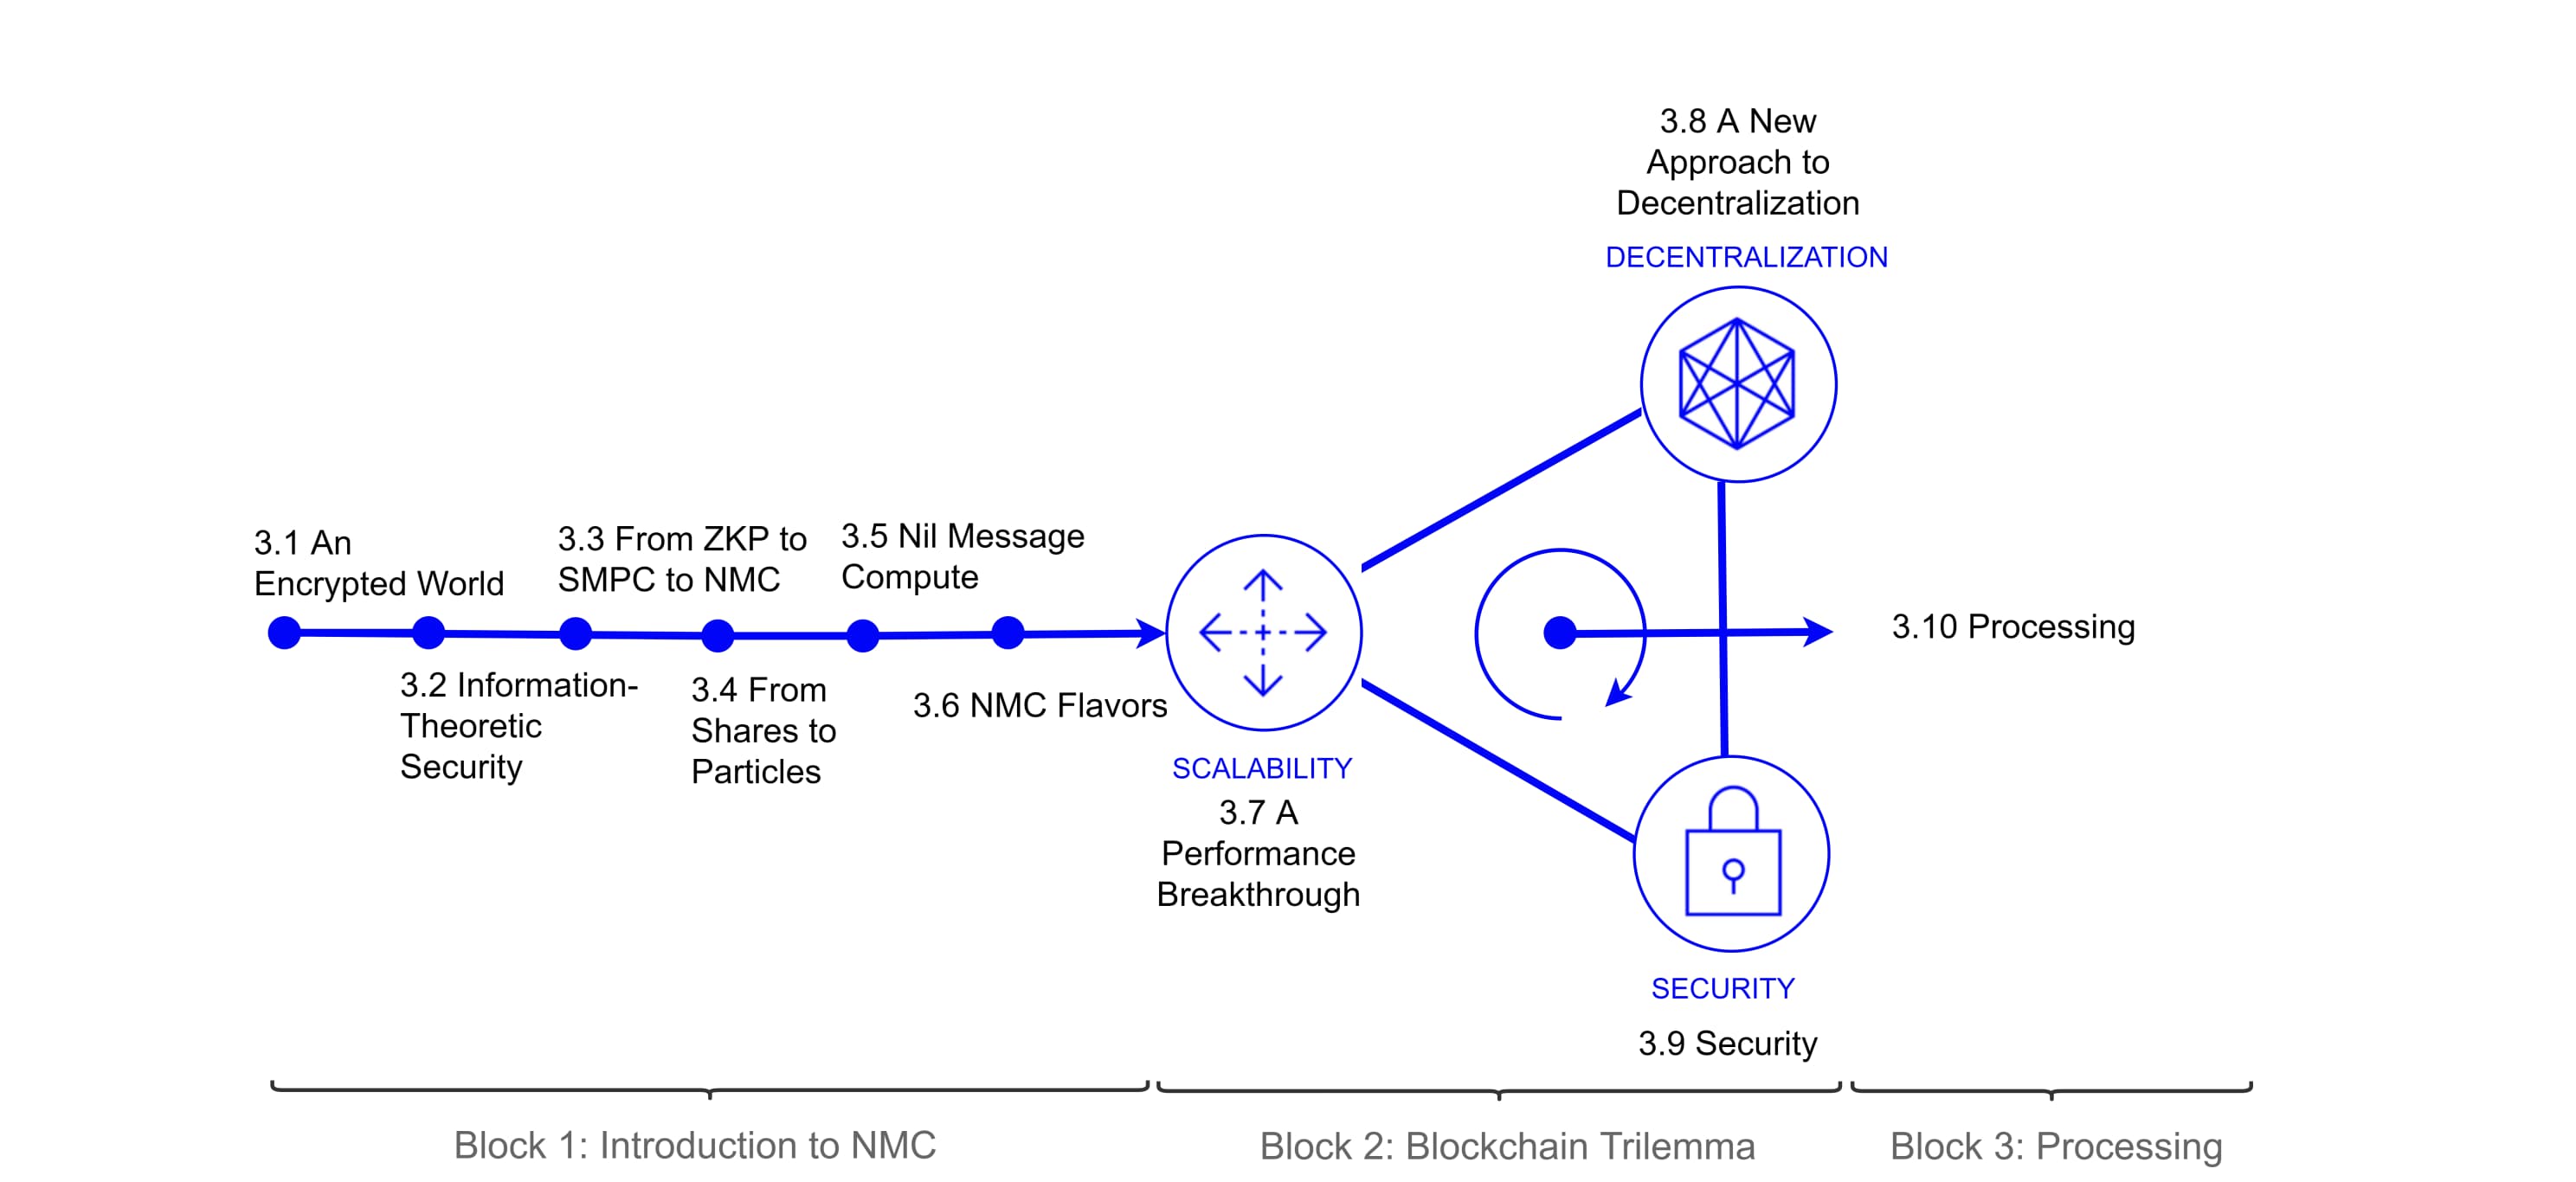 3.8 A New
Approach to
Decentralization
DECENTRALIZATION
3.1 An
Encrypted World
3.3 From ZKP to
SMPC to NMC
3.5 Nil Message
Compute
3.2 Information-
Theoretic
Security
3.4 From
Shares to
Particles
3.6 NMC Flavors
3.10 Processing
SCALABILITY
3.7 A
Performance
Breakthrough
SECURITY
3.9 Security
Block 1: Introduction to NMC
Block 2: Blockchain Trilemma
Block 3: Processing